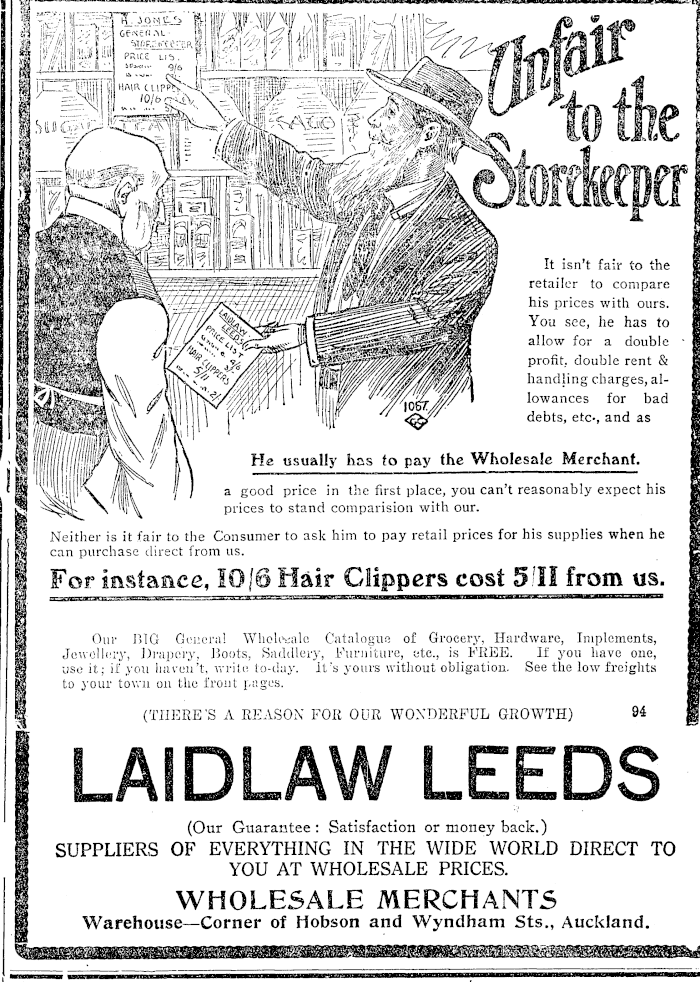 A. JONES
GENERAL
STOREKEEPER
PRICE LIS.
9/6
HAIR CLIPPE
10/6
SUGAR
TEA
SAGO
Unfair
to the
Storekeeper
LAIDLAW
LEEDS
PRICE LIST
HAIR CLIPPERS
5/11
1057
It isn't fair to the
retailer to compare
his prices with ours.
You see, he has to
allow for a double
profit, double rent &
handling charges, al-
lowances for bad
debts, etc., and as
He usually has to pay the Wholesale Merchant.
a good price in the first place, you can't reasonably expect his
prices to stand comparision with our.
Neither is it fair to the Consumer to ask him to pay retail prices for his supplies when he
can purchase direct from us.
For instance, 10/6 Hair Clippers cost 5/11 from us.
Our BIG General Wholesale Catalogue of Grocery, Hardware, Implements,
Jewellery, Drapery, Boots, Saddlery, Furniture, etc., is FREE. If you have one,
use it; if you haven't, write to-day. It's yours without obligation. See the low freights
to your town on the front pages.
(THERE'S A REASON FOR OUR WONDERFUL GROWTH) 94
LAIDLAW LEEDS
(Our Guarantee: Satisfaction or money back.)
SUPPLIERS OF EVERYTHING IN THE WIDE WORLD DIRECT TO
YOU AT WHOLESALE PRICES.
WHOLESALE MERCHANTS
Warehouse—Corner of Hobson and Wyndham Sts., Auckland.